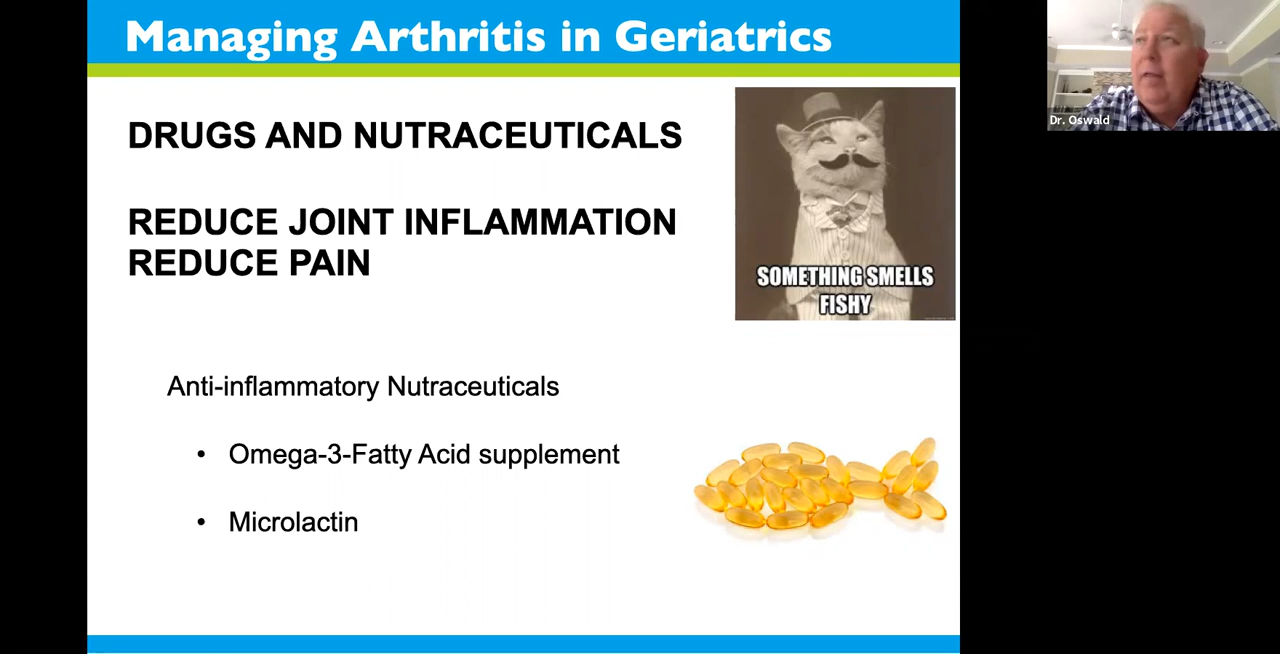 Managing Arthritis in Geriatrics
DRUGS AND NUTRACEUTICALS
REDUCE JOINT INFLAMMATION
REDUCE PAIN
SOMETHING SMELLS
FISHY
Anti-inflammatory Nutraceuticals
• Omega-3-Fatty Acid supplement
• Microlactin
Dr. Oswald